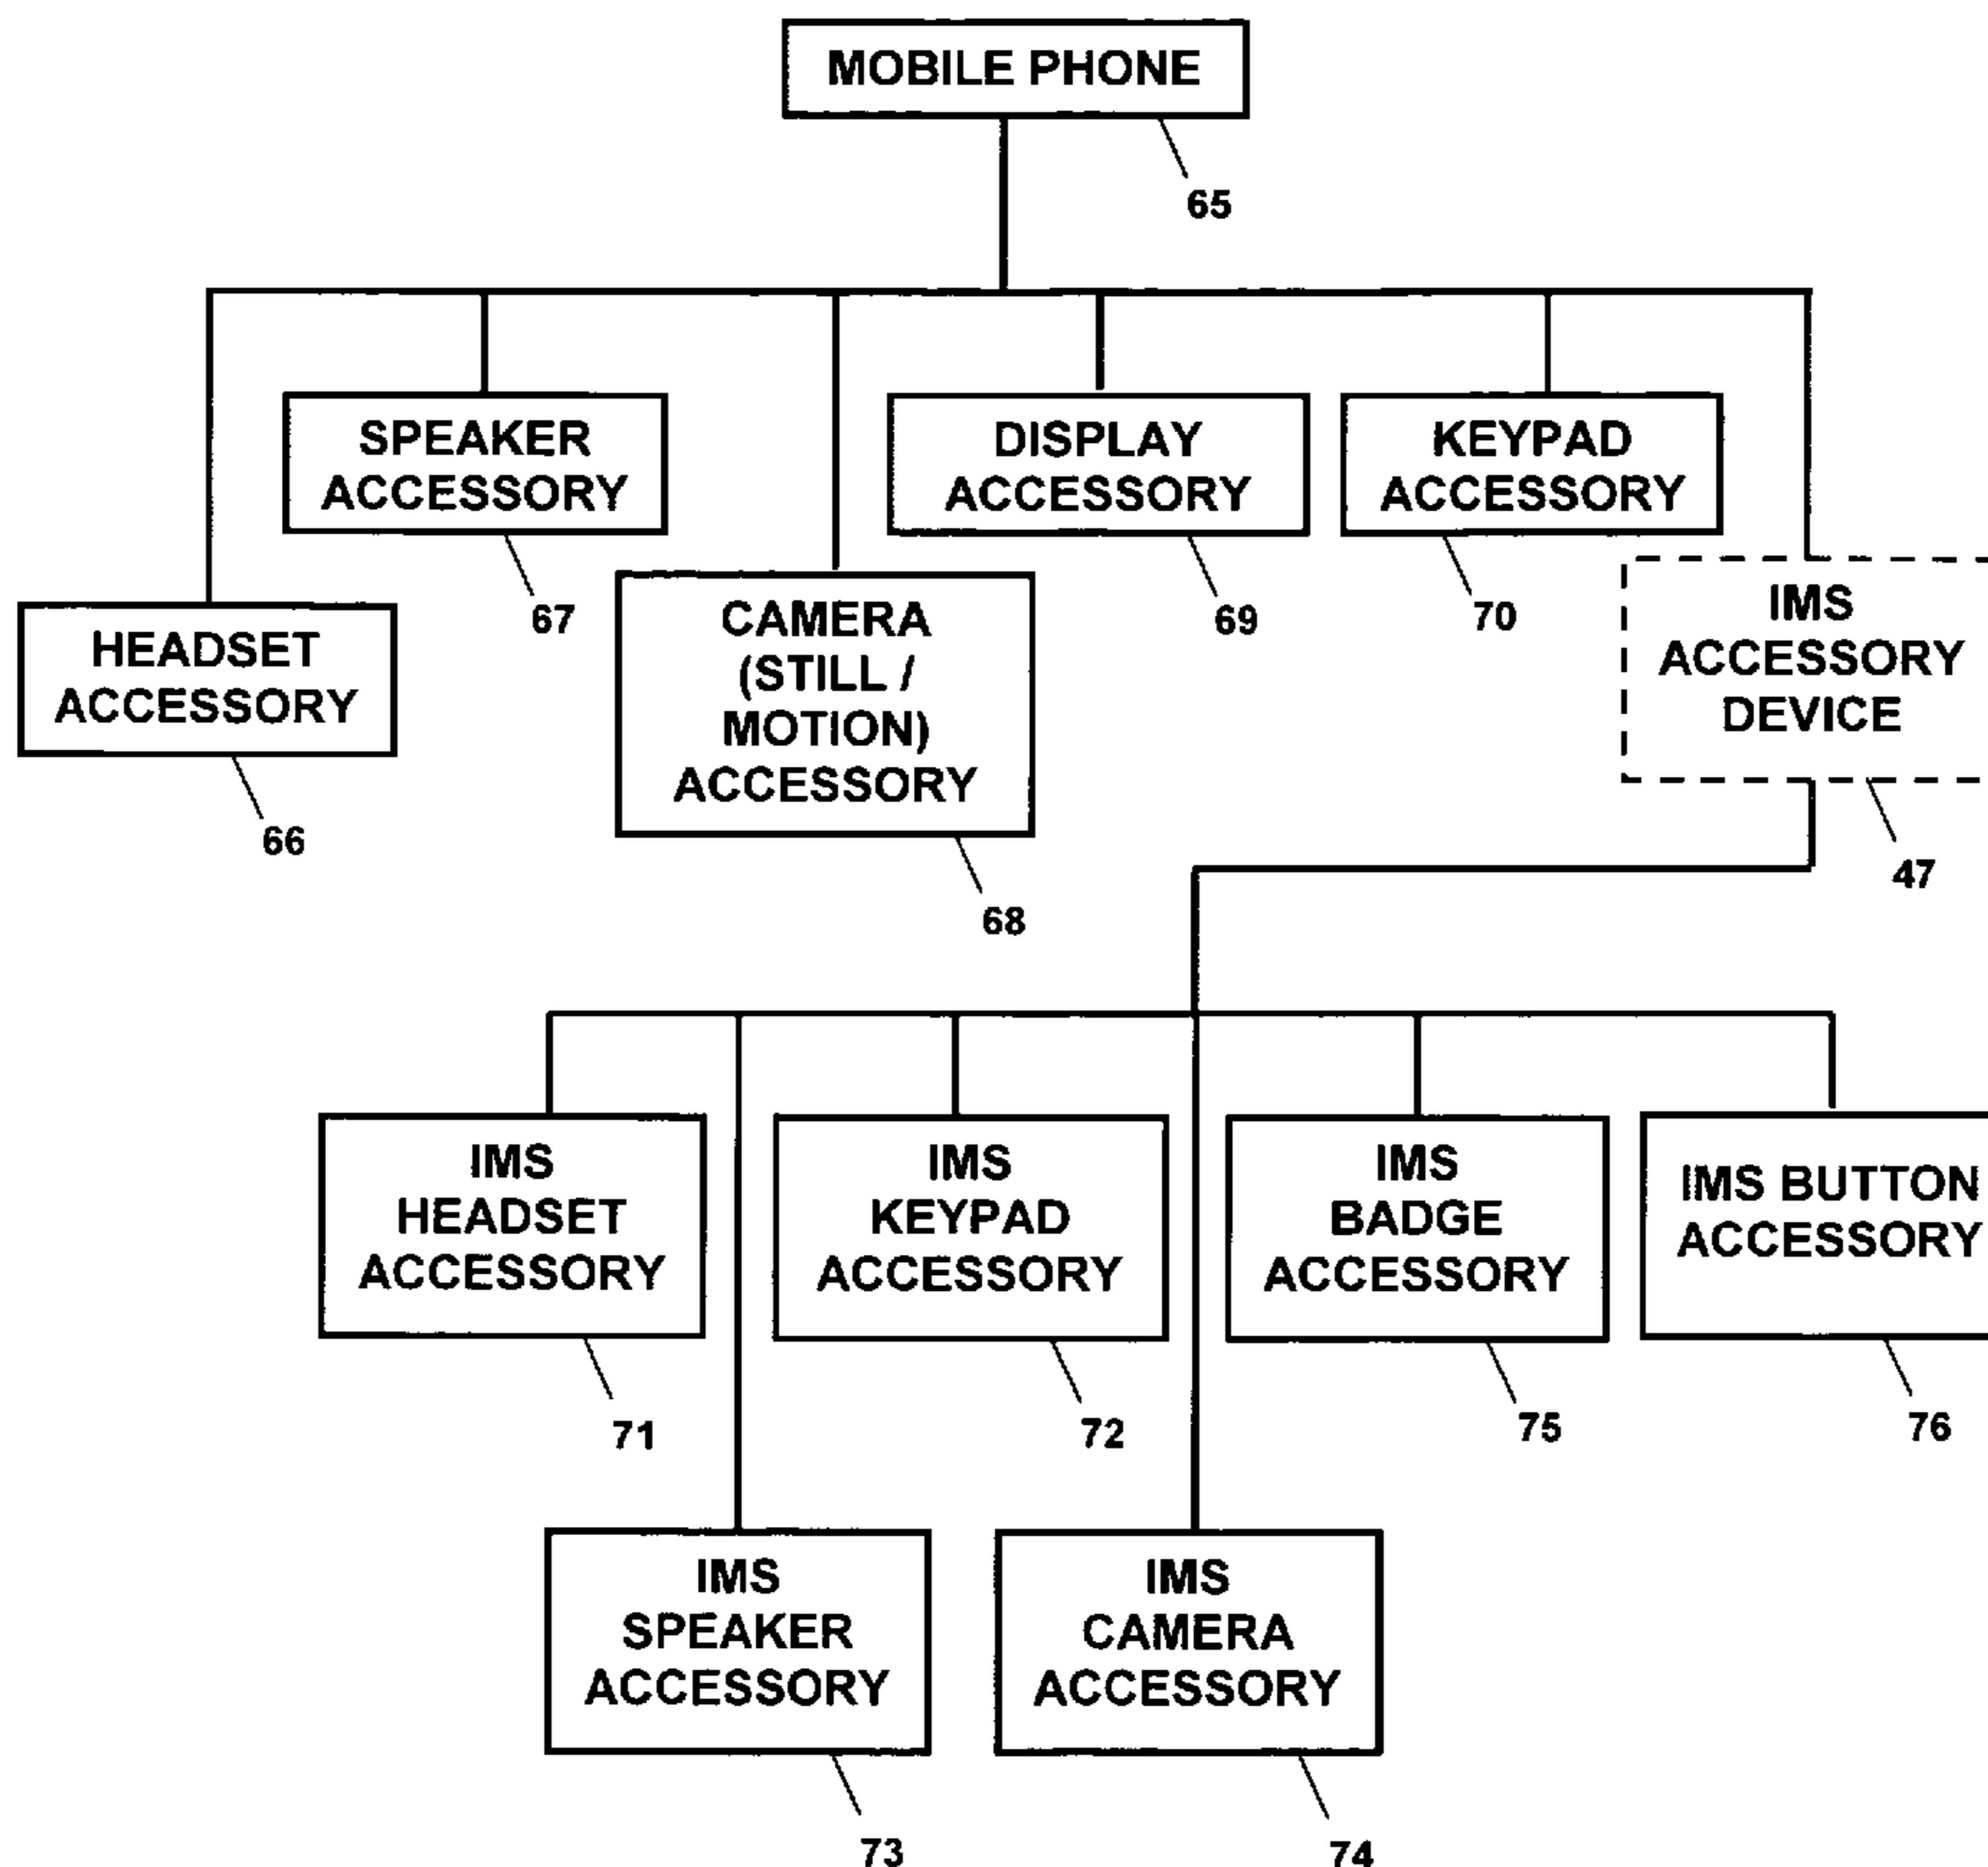 MOBILE PHONE
65
SPEAKER
ACCESSORY
67
DISPLAY
ACCESSORY
69
KEYPAD
ACCESSORY
70
HEADSET
ACCESSORY
66
CAMERA
(STILL /
MOTION)
ACCESSORY
68
IMS
ACCESSORY
DEVICE
47
IMS
HEADSET
ACCESSORY
71
IMS
KEYPAD
ACCESSORY
72
IMS
BADGE
ACCESSORY
75
IMS BUTTON
ACCESSORY
76
IMS
SPEAKER
ACCESSORY
73
IMS
CAMERA
ACCESSORY
74